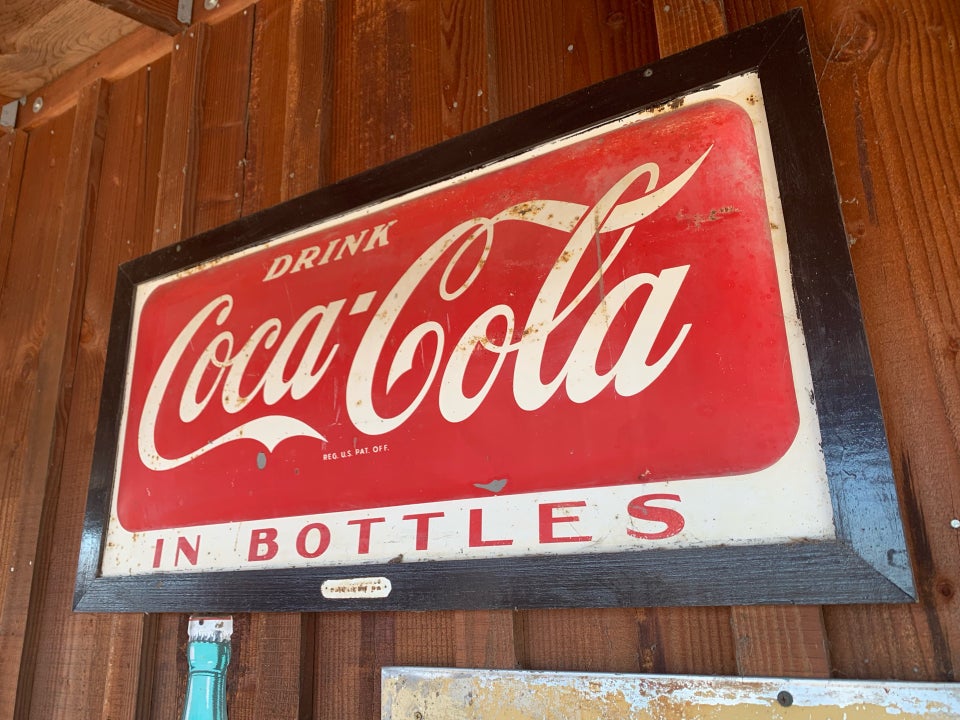 DRINK
Coca-Cola
REG. U.S. PAT. OFF.
IN BOTTLES